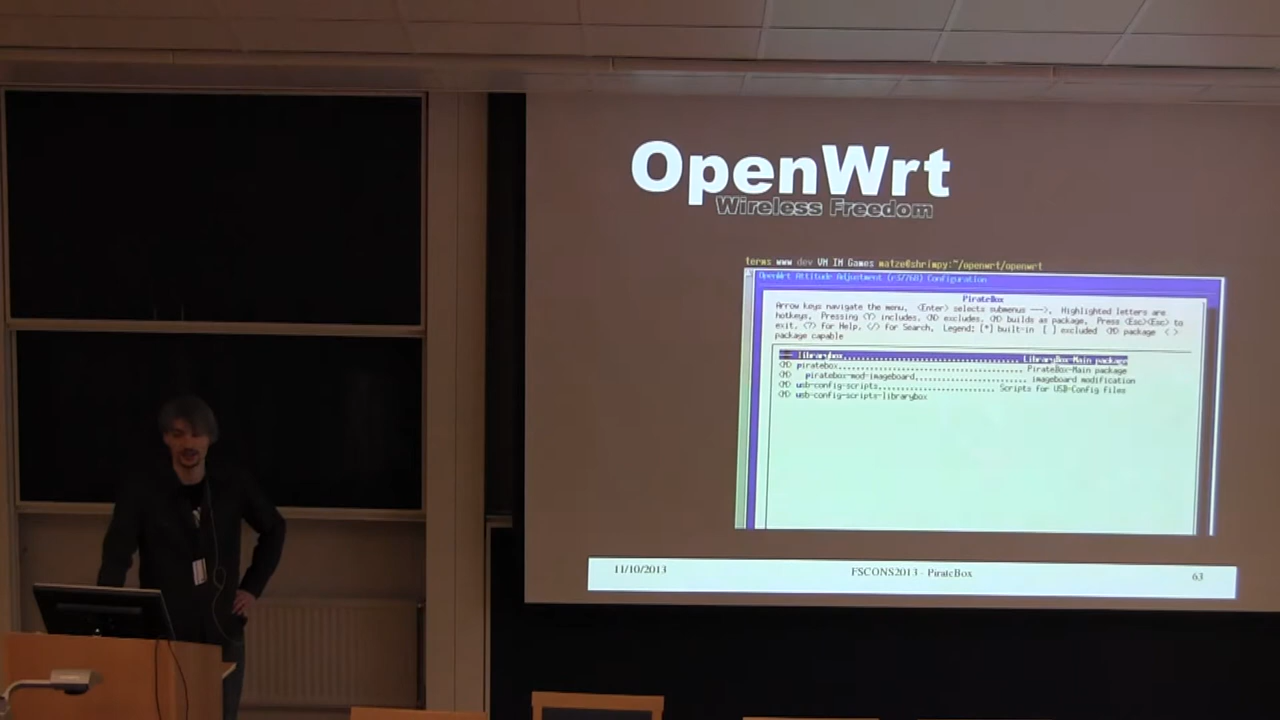 OpenWrt
Wireless Freedom
terms www dev VM IM Games matze@shrimpy:~/openwrt/openwrt
OpenWrt Attitude Adjustment (r37768) Configuration
PirateBox
Arrow keys navigate the menu. <Enter> selects submenus --->. Highlighted letters are
hotkeys. Pressing <Y> includes, <N> excludes, <M> builds as package. Press <Esc><Esc> to
exit, <?> for Help, </> for Search. Legend: [*] built-in [ ] excluded <M> package < >
package capable
librarybox.......................................... LibraryBox-Main package
<M> piratebox.......................................... PirateBox-Main package
<M> piratebox-mod-imageboard......................... imageboard modification
<M> usb-config-scripts........................... Scripts for USB-Config files
<M> usb-config-scripts-librarybox
11/10/2013
FSCONS2013 - PirateBox
63